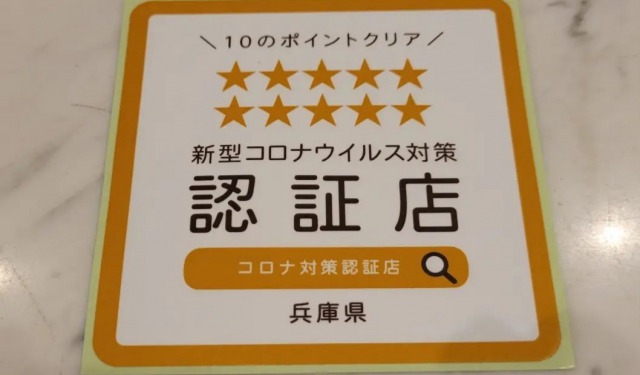 ＼10のポイントクリア／
★★★★★
★★★★★
新型コロナウイルス対策
認証店
コロナ対策認証店
兵庫県